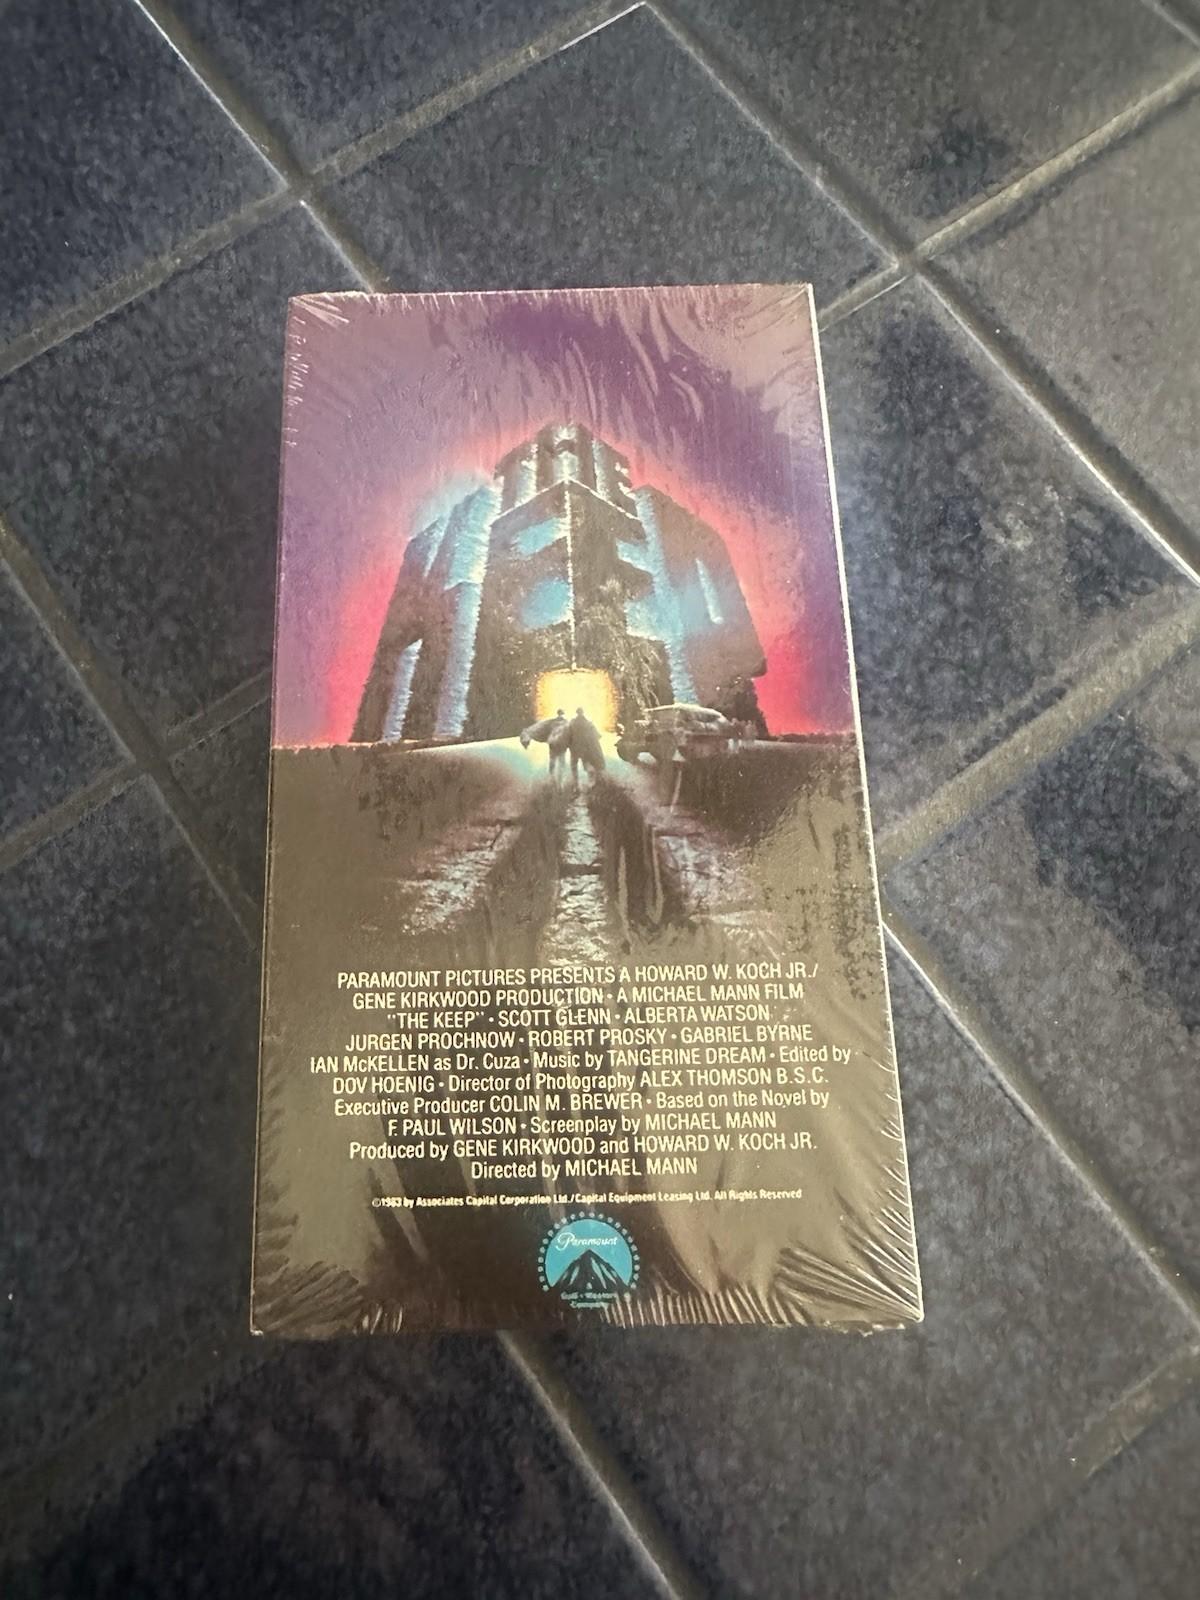 PARAMOUNT PICTURES PRESENTS A HOWARD W. KOCH JR./
GENE KIRKWOOD PRODUCTION • A MICHAEL MANN FILM
"THE KEEP" • SCOTT GLENN • ALBERTA WATSON
JURGEN PROCHNOW • ROBERT PROSKY • GABRIEL BYRNE
IAN McKELLEN as Dr. Cuza • Music by TANGERINE DREAM • Edited by
DOV HOENIG • Director of Photography ALEX THOMSON B.S.C.
Executive Producer COLIN M. BREWER • Based on the Novel by
F. PAUL WILSON • Screenplay by MICHAEL MANN
Produced by GENE KIRKWOOD and HOWARD W. KOCH JR.
Directed by MICHAEL MANN
©1983 by Associates Capital Corporation Ltd./Capital Equipment Leasing Ltd. All Rights Reserved
Paramount
Company